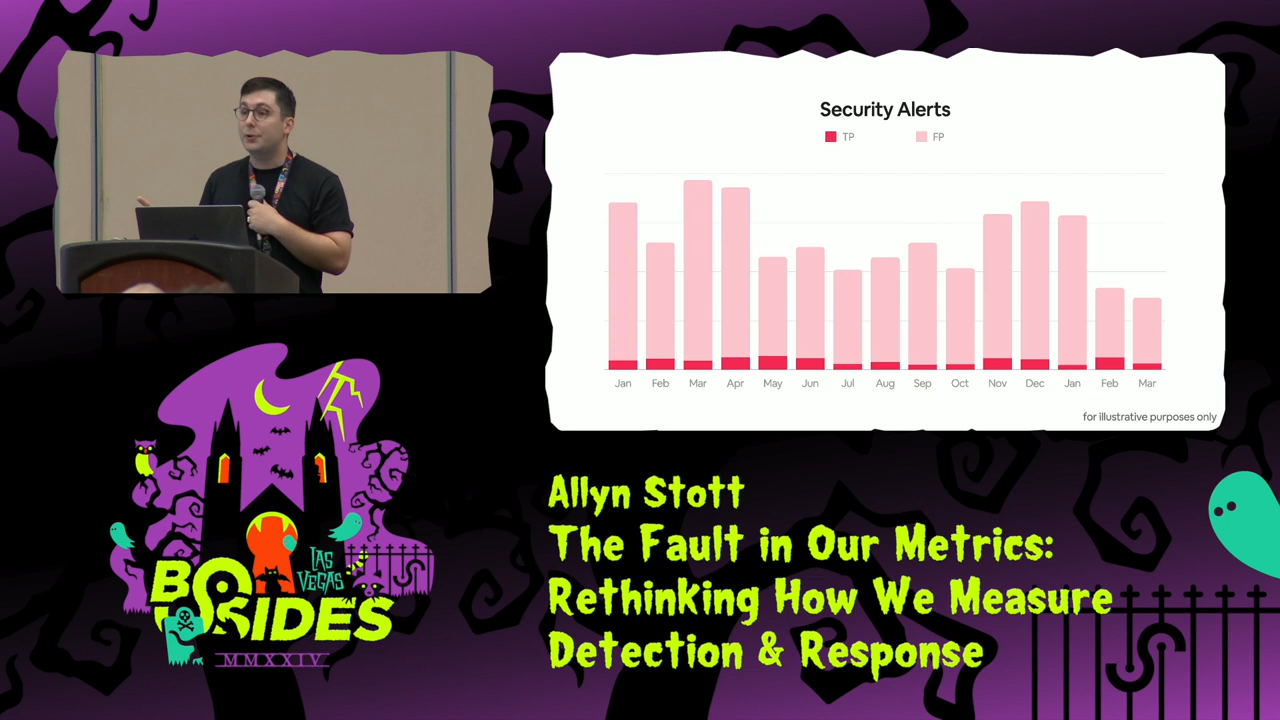 Security Alerts
TP FP
Jan Feb Mar Apr May Jun Jul Aug Sep Oct Nov Dec Jan Feb Mar
for illustrative purposes only
Allyn Stott
The Fault in Our Metrics:
Rethinking How We Measure
Detection & Response
LAS
VEGAS
BSIDES
MMXXIV